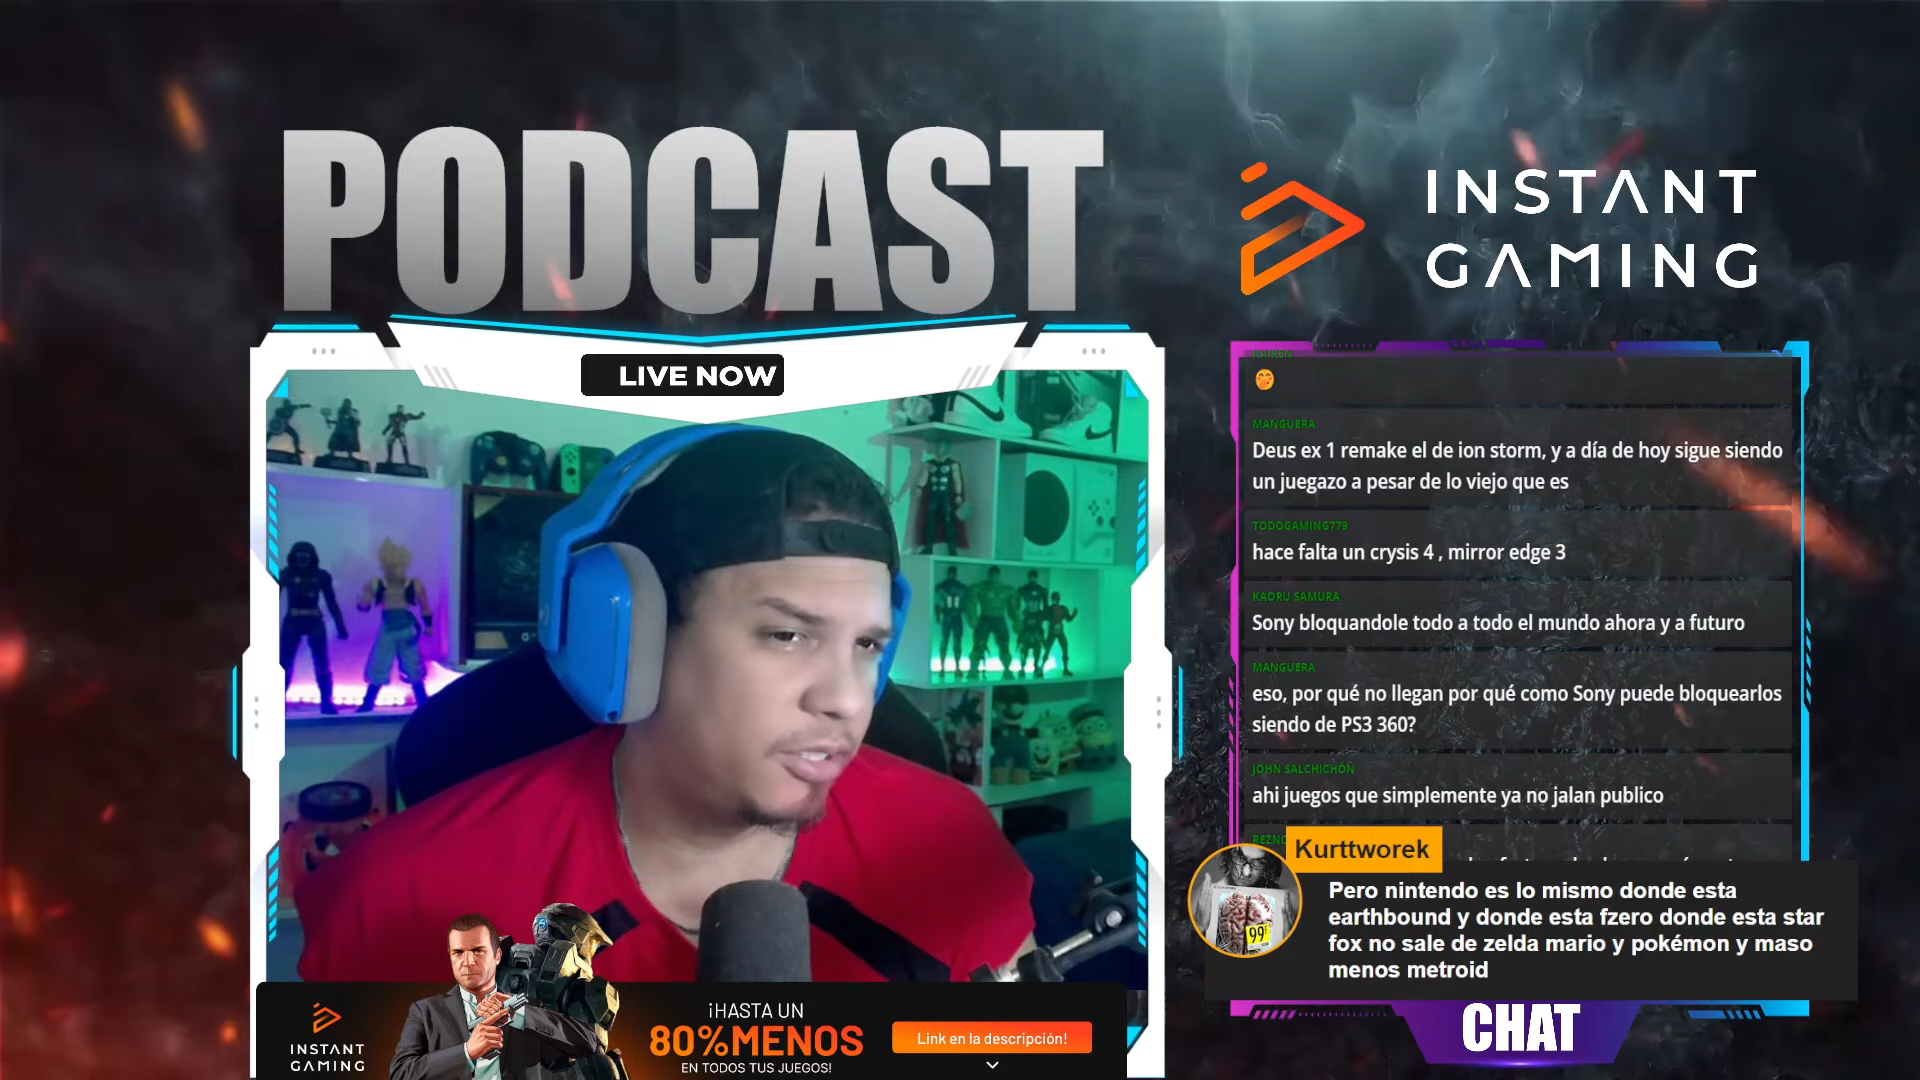 PODCAST
LIVE NOW
INSTANT
GAMING
KAIREN
MANGUERA
Deus ex 1 remake el de ion storm, y a día de hoy sigue siendo
un juegazo a pesar de lo viejo que es
TODOGAMING779
hace falta un crysis 4 , mirror edge 3
KAORU SAMURA
Sony bloquandole todo a todo el mundo ahora y a futuro
MANGUERA
eso, por qué no llegan por qué como Sony puede bloquearlos
siendo de PS3 360?
JOHN SALCHICHÓN
ahi juegos que simplemente ya no jalan publico
Kurttworek
Pero nintendo es lo mismo donde esta
earthbound y donde esta fzero donde esta star
fox no sale de zelda mario y pokémon y maso
menos metroid
99
CHAT
INSTANT
GAMING
¡HASTA UN
80%MENOS
EN TODOS TUS JUEGOS!
Link en la descripción!